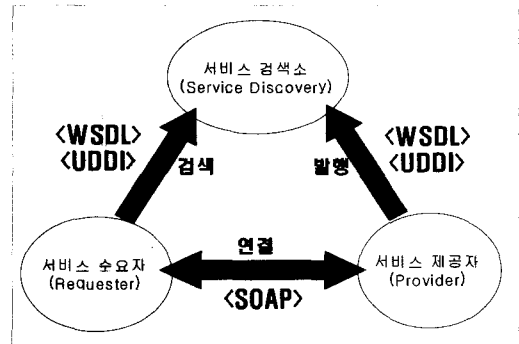 서비스 검색소
(Service Discovery)
<WSDL>
<UDDI>
검색
발행
<WSDL>
<UDDI>
서비스 수요자
(Requester)
연결
<SOAP>
서비스 제공자
(Provider)